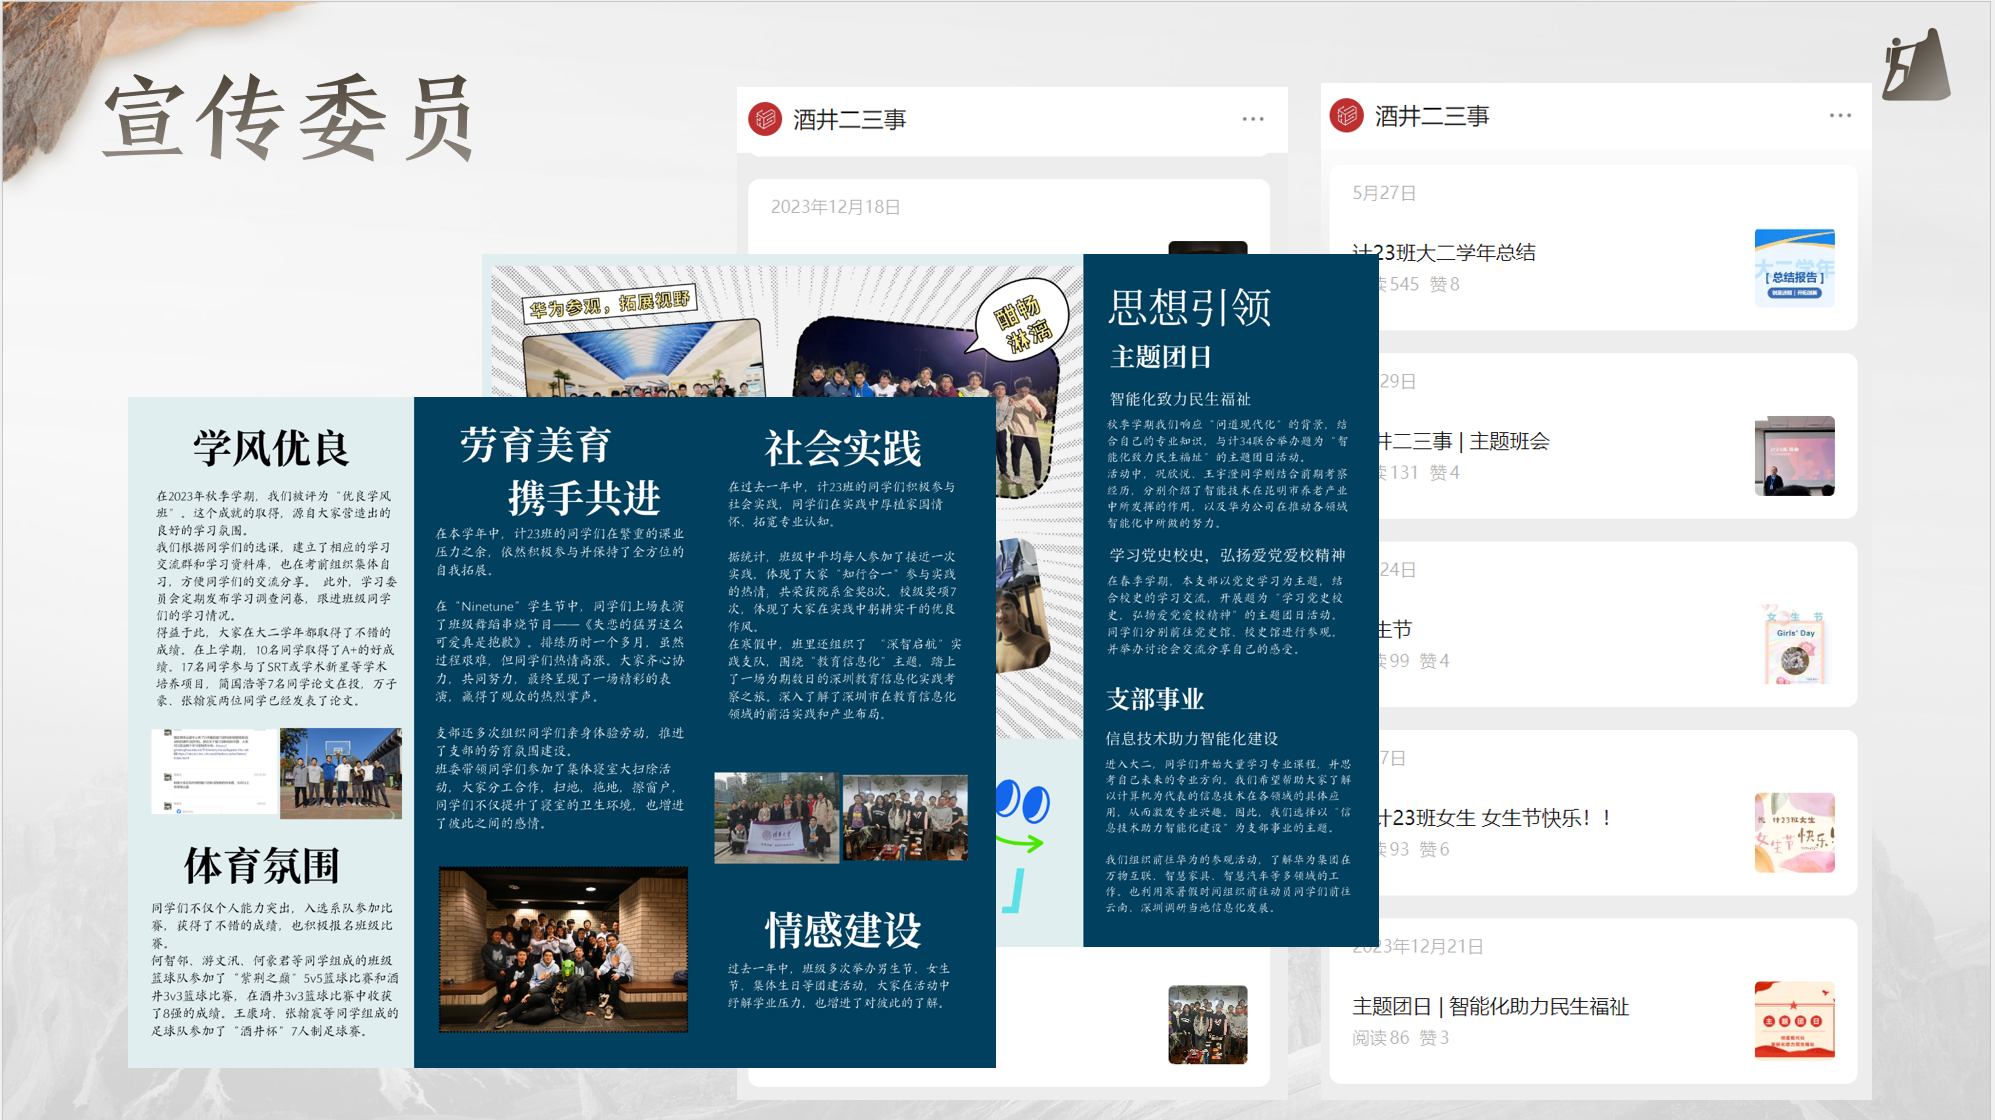 宣传委员
酒井二三事
2023年12月18日
酒井二三事
5月27日
计23班大二学年总结
读545 赞8
大二学年
[ 总结报告 ]
29日
井二三事 | 主题班会
读131 赞4
24日
生节
读99 赞4
女 生 节
Girls' Day
7日
计23班女生 女生节快乐！！
读93 赞6
计23班女生
女生节快乐!
2023年12月21日
主题团日 | 智能化助力民生福祉
阅读86 赞3
主题团日
华为参观，拓展视野
酣畅
淋漓
思想引领
主题团日
智能化致力民生福祉
秋季学期我们响应“问道现代化”的背景，结
合自己的专业知识，与计34联合举办题为“智
能化致力民生福址”的主题团日活动。
活动中，巩欣悦、王宇澄同学则结合前期考察
经历，分别介绍了智能技术在昆明市养老产业
中所发挥的作用，以及华为公司在推动各领域
智能化中所做的努力。
学习党史校史，弘扬爱党爱校精神
在春季学期，本支部以党史学习为主题，结
合校史的学习交流，开展题为“学习党史校
史，弘扬爱党爱校精神”的主题团日活动，
同学们分别前往党史馆、校史馆进行参观，
并举办讨论会交流分享自己的感受。
支部事业
信息技术助力智能化建设
进入大二，同学们开始大量学习专业课程，并思
考自己未来的专业方向。我们希望帮助大家了解
以计算机为代表的信息技术在各领域的具体应
用，从而激发专业兴趣。因此，我们选择以“信
息技术助力智能化建设”为支部事业的主题。
我们组织前往华为的参观活动，了解华为集团在
万物互联、智慧家具、智慧汽车等多领域的工
作。也利用寒暑假时间组织前往动员同学们前往
云南、深圳调研当地信息化发展。
学风优良
在2023年秋季学期，我们被评为“优良学风
班”。这个成就的取得，源自大家营造出的
良好的学习氛围。
我们根据同学们的选课，建立了相应的学习
交流群和学习资料库，也在考前组织集体自
习，方便同学们的交流分享。 此外，学习委
员会定期发布学习调查问卷，跟进班级同学
们的学习情况。
得益于此，大家在大二学年都取得了不错的
成绩。在上学期，10名同学取得了A+的好成
绩。17名同学参与了SRT或学术新星等学术
培养项目，简国浩等7名同学论文在投，万子
豪、张翰宸两位同学已经发表了论文。
体育氛围
同学们不仅个人能力突出，入选系队参加比
赛，获得了不错的成绩，也积极报名班级比
赛。
何智邻、游文汛、何豪君等同学组成的班级
篮球队参加了“紫荆之巅”5v5篮球比赛和酒
井3v3篮球比赛，在酒井3v3篮球比赛中收获
了8强的成绩。王康琦、张翰宸等同学组成的
足球队参加了“酒井杯”7人制足球赛。
劳育美育
携手共进
在本学年中，计23班的同学们在繁重的课业
压力之余，依然积极参与并保持了全方位的
自我拓展。
在“Ninetune”学生节中，同学们上场表演
了班级舞蹈串烧节目——《失恋的猛男这么
可爱真是抱歉》。排练历时一个多月，虽然
过程艰难，但同学们热情高涨。大家齐心协
力，共同努力，最终呈现了一场精彩的表
演，赢得了观众的热烈掌声。
支部还多次组织同学们亲身体验劳动，推进
了支部的劳育氛围建设。
班委带领同学们参加了集体寝室大扫除活
动，大家分工合作，扫地，拖地，擦窗户，
同学们不仅提升了寝室的卫生环境，也增进
了彼此之间的感情。
社会实践
在过去一年中，计23班的同学们积极参与
社会实践，同学们在实践中厚植家国情
怀、拓宽专业认知。
据统计，班级中平均每人参加了接近一次
实践，体现了大家“知行合一”参与实践
的热情；共荣获院系金奖8次，校级奖项7
次，体现了大家在实践中躬耕实干的优良
作风。
在寒假中，班里还组织了 “深智启航”实
践支队，围绕“教育信息化”主题，踏上
了一场为期数日的深圳教育信息化实践考
察之旅。深入了解了深圳市在教育信息化
领域的前沿实践和产业布局。
情感建设
过去一年中，班级多次举办男生节、女生
节、集体生日等团建活动，大家在活动中
纾解学业压力，也增进了对彼此的了解。